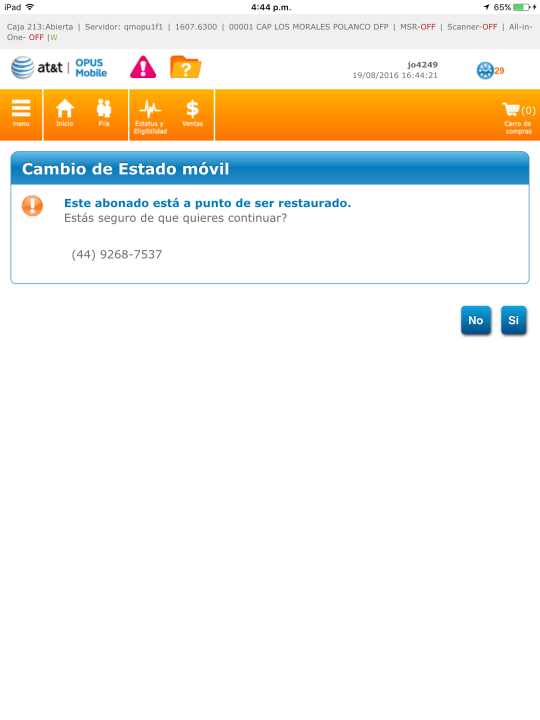 iPad 4:44 p.m. 65%
Caja 213:Abierta | Servidor: qmopu1f1 | 1607.6300 | 00001 CAP LOS MORALES POLANCO DFP | MSR-OFF | Scanner-OFF | All-in-
One- OFF |W
at&t | OPUS Mobile
jo4249
19/08/2016 16:44:21
29
menu
Inicio
Fila
Estatus y Eligibilidad
Ventas
(0)
Carro de compras
Cambio de Estado móvil
Este abonado está a punto de ser restaurado.
Estás seguro de que quieres continuar?
(44) 9268-7537
No Si